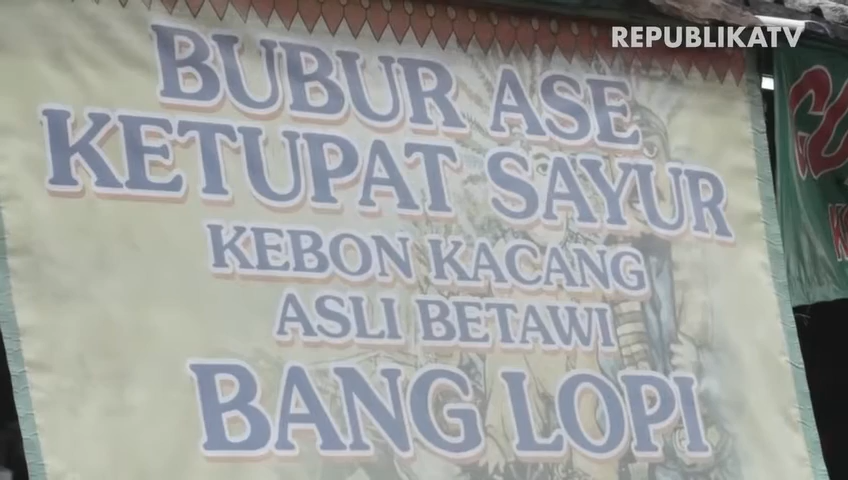 REPUBLIKATV
BUBUR ASE
KETUPAT SAYUR
KEBON KACANG
ASLI BETAWI
BANG LOPI